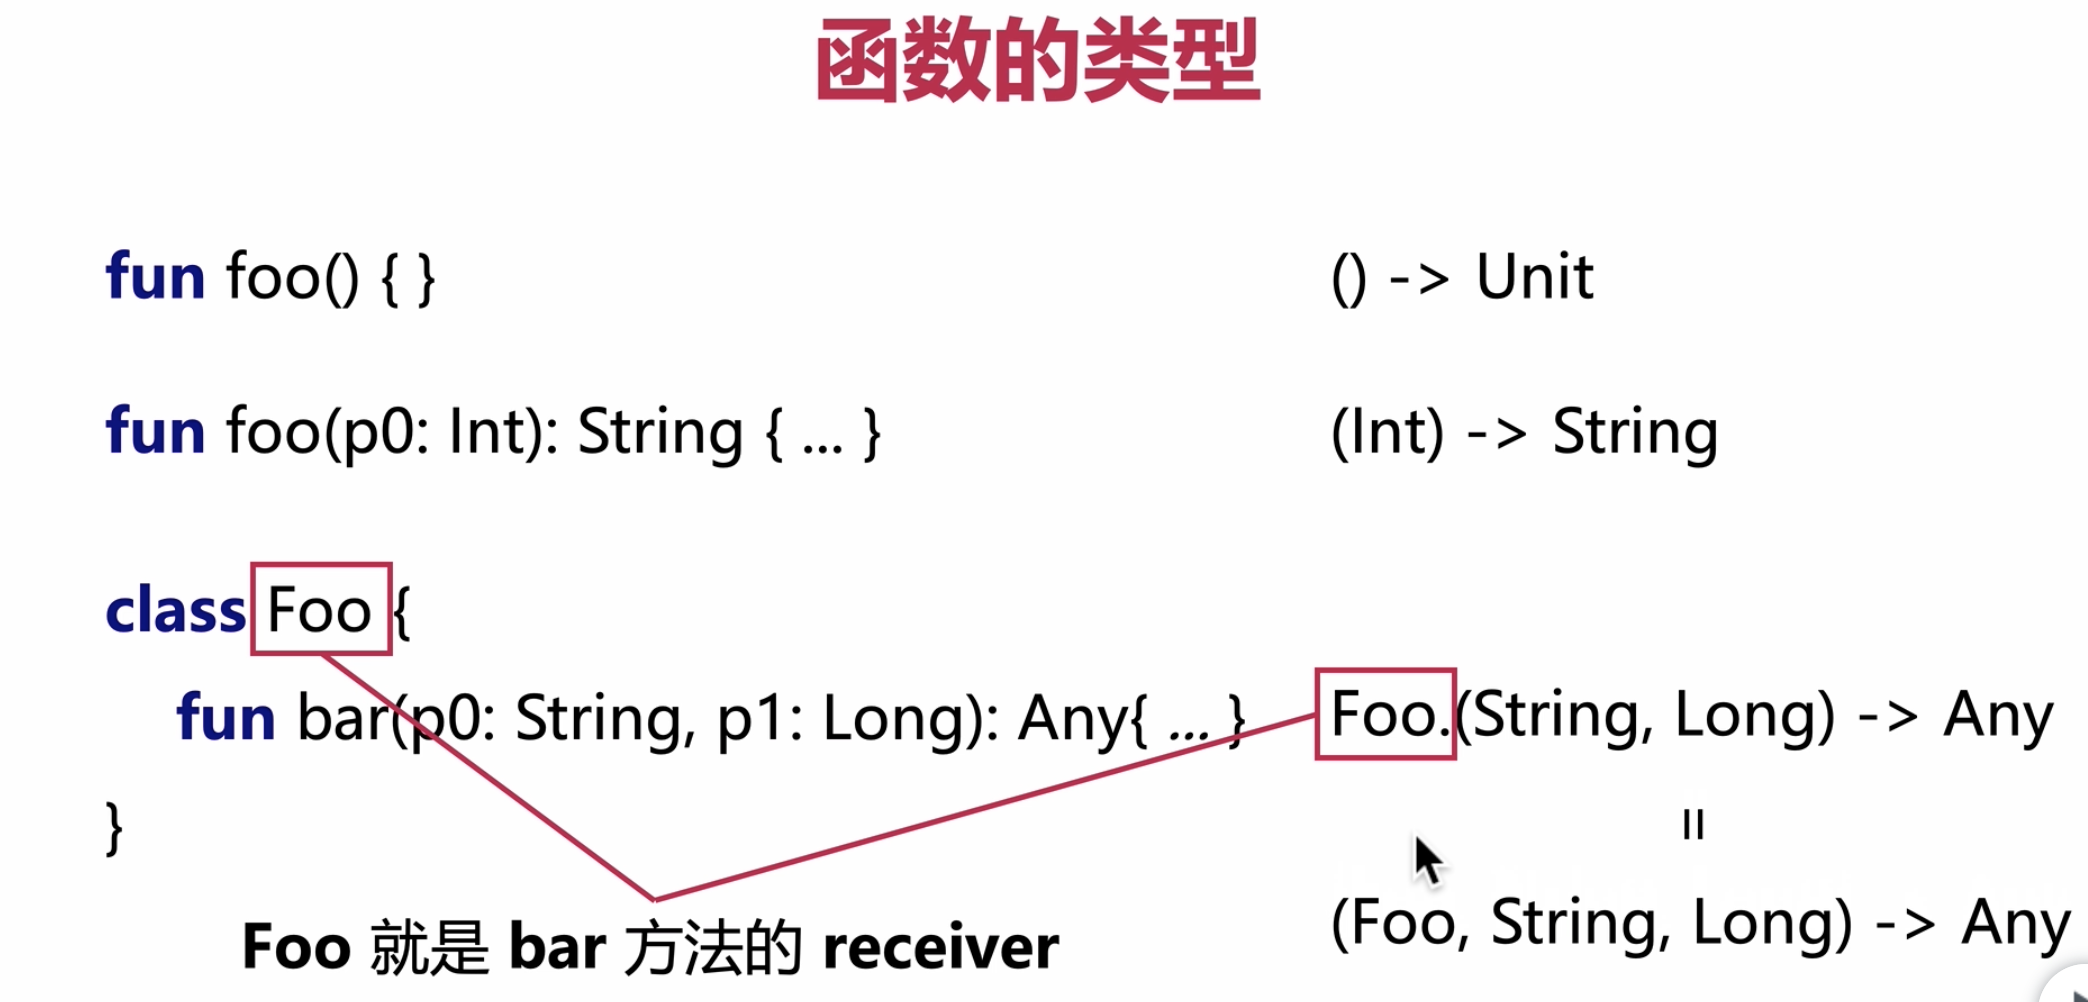 函数的类型
fun foo() { }
() -> Unit
fun foo(p0: Int): String { ... }
(Int) -> String
class Foo {
fun bar(p0: String, p1: Long): Any{ ... }
Foo.(String, Long) -> Any
}
=
(Foo, String, Long) -> Any
Foo 就是 bar 方法的 receiver